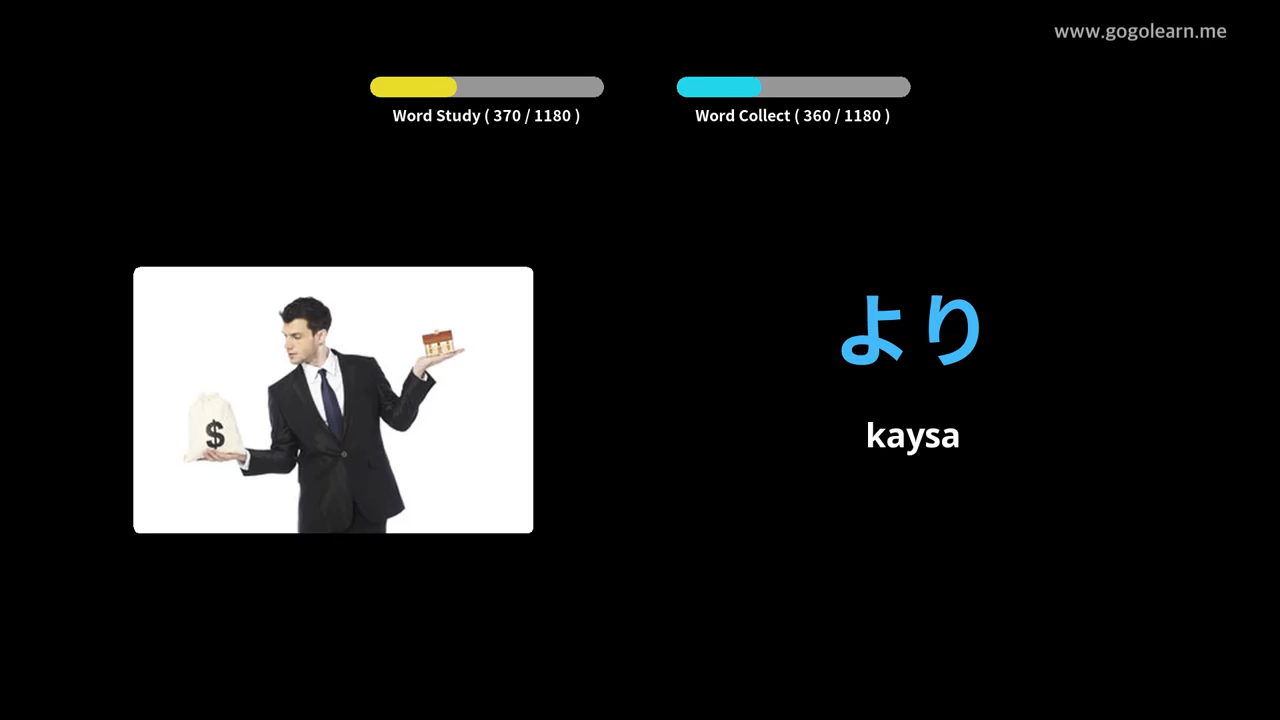 www.gogolearn.me
Word Study ( 370 / 1180 )
Word Collect ( 360 / 1180 )
$
より
kaysa